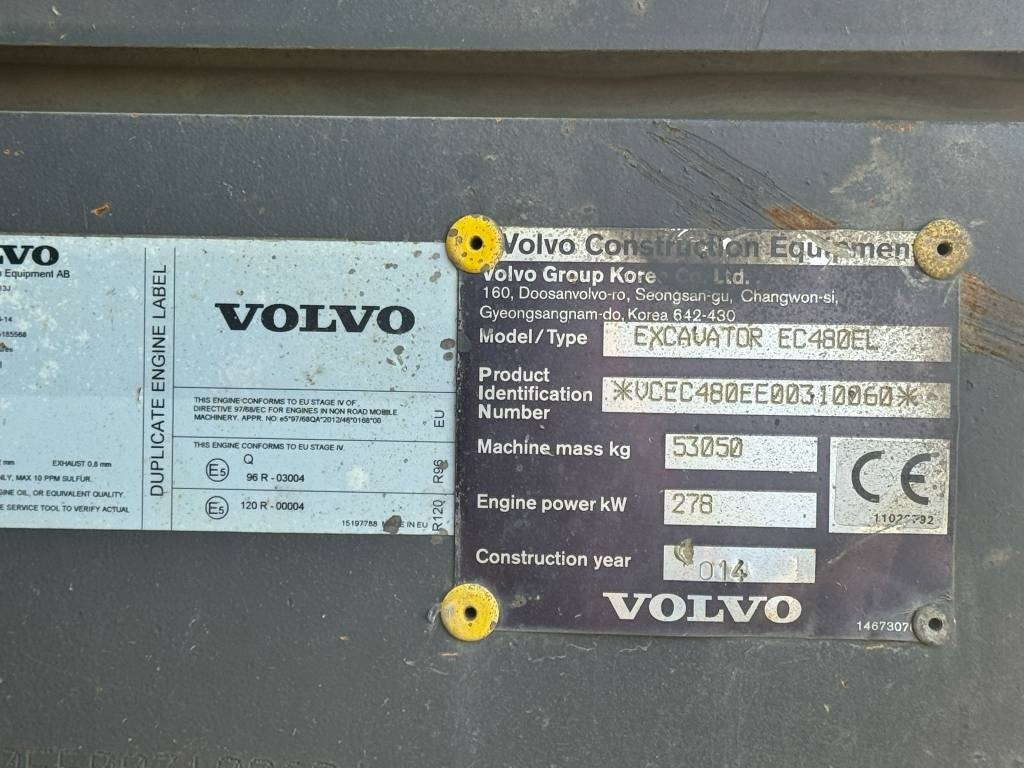 VOLVO
Equipment AB
EXHAUST 0,6 mm
MAX 10 PPM SULFUR.
OIL, OR EQUIVALENT QUALITY.
SERVICE TOOL TO VERIFY ACTUAL
DUPLICATE ENGINE LABEL
VOLVO
THIS ENGINE CONFORMS TO EU STAGE IV OF
DIRECTIVE 97/68/EC FOR ENGINES IN NON ROAD MOBILE
MACHINERY. APPR. NO: e5*97/68QA*2012/46*0168*00
EU
THIS ENGINE CONFORMS TO EU STAGE IV.
E5 Q
96 R - 03004
R96
E5 120 R - 00004
R120
15197788 MADE IN EU
Volvo Construction Equipment
Volvo Group Korea Co., Ltd.
160, Doosanvolvo-ro, Seongsan-gu, Changwon-si,
Gyeongsangnam-do, Korea 642-430
Model/Type EXCAVATOR EC480EL
Product
Identification
Number
*VCEC480EE00310060*
Machine mass kg 53050
Engine power kW 278
CE
Construction year 014
VOLVO